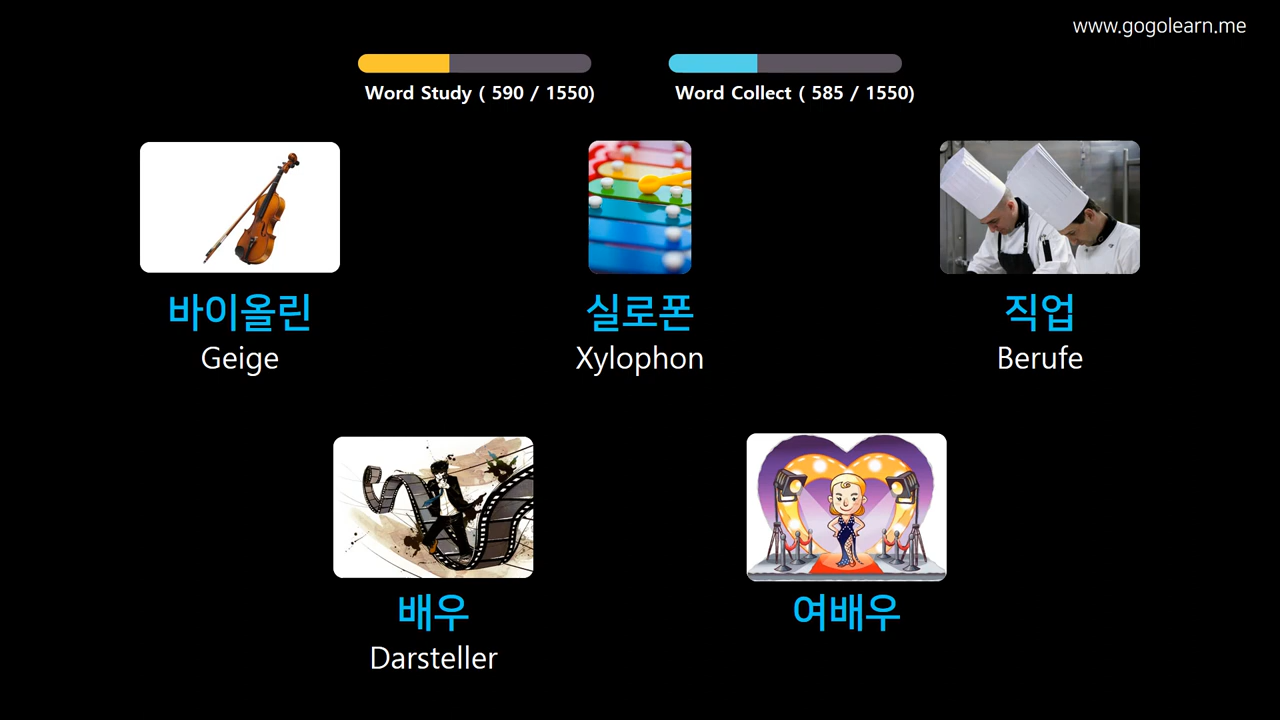 www.gogolearn.me
Word Study ( 590 / 1550)
Word Collect ( 585 / 1550)
바이올린
Geige
실로폰
Xylophon
직업
Berufe
배우
Darsteller
여배우